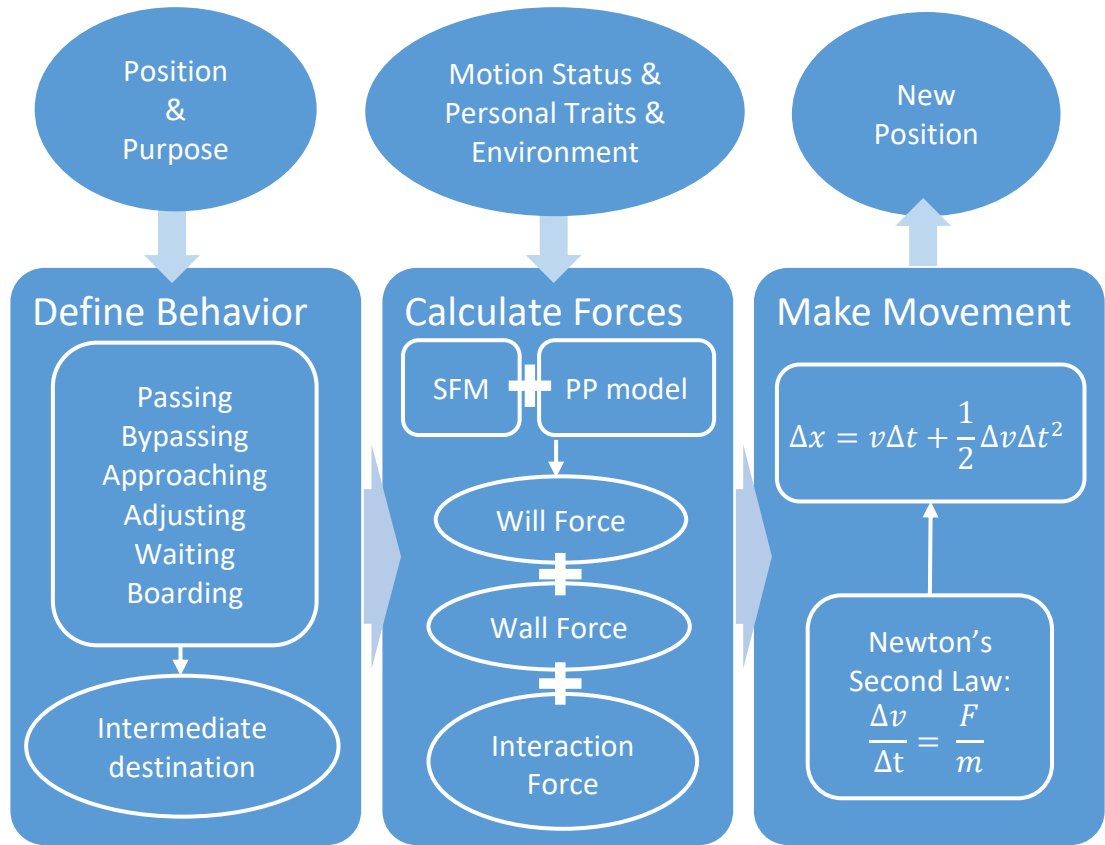 Position
&
Purpose
Motion Status &
Personal Traits &
Environment
New
Position
Define Behavior
Passing
Bypassing
Approaching
Adjusting
Waiting
Boarding
Intermediate
destination
Calculate Forces
SFM
PP model
Will Force
Wall Force
Interaction
Force
Make Movement
Δx = vΔt + 1/2 ΔvΔt²
Newton’s
Second Law:
Δv/Δt = F/m